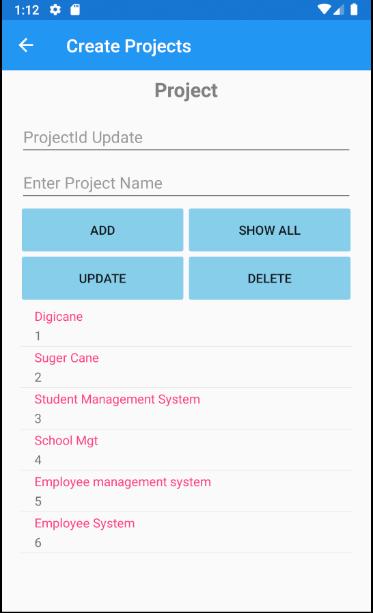 1:12
Create Projects
Project
ProjectId Update
Enter Project Name
ADD SHOW ALL
UPDATE DELETE
Digicane
1
Suger Cane
2
Student Management System
3
School Mgt
4
Employee management system
5
Employee System
6